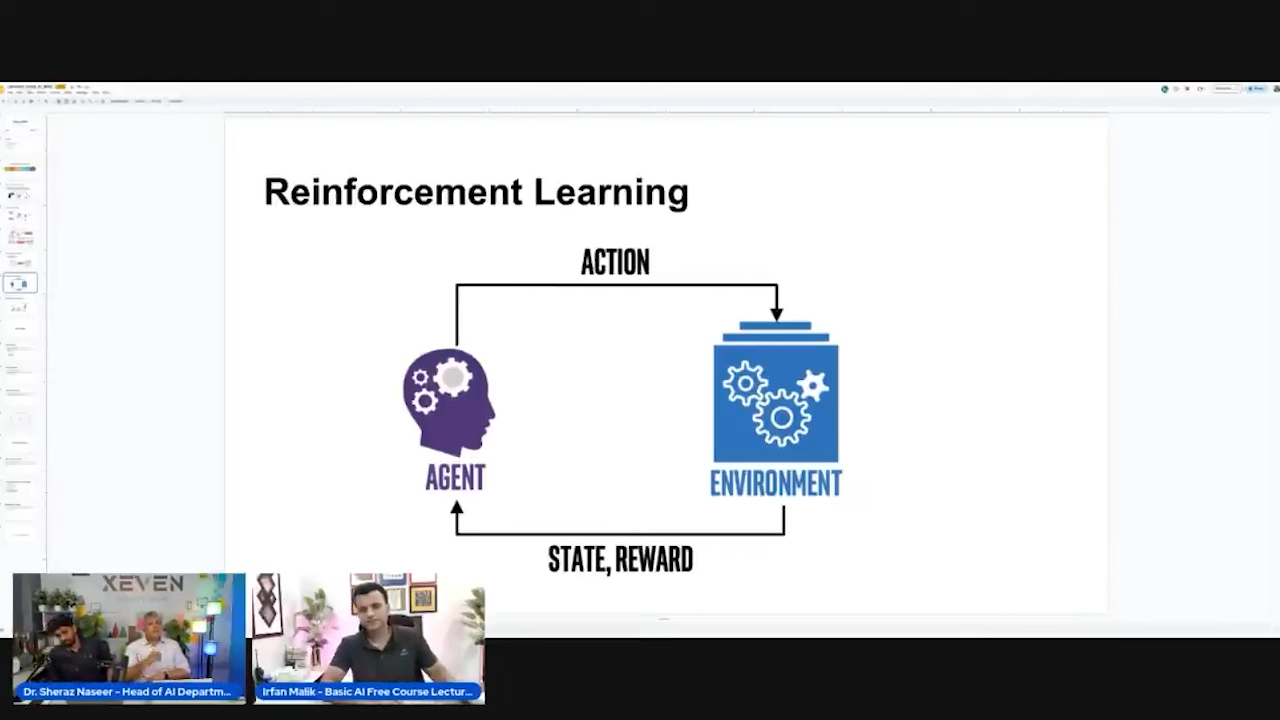 Reinforcement Learning
ACTION
AGENT
ENVIRONMENT
STATE, REWARD
XEVEN
Dr. Sheraz Naseer - Head of AI Departm...
Irfan Malik - Basic AI Free Course Lectur...